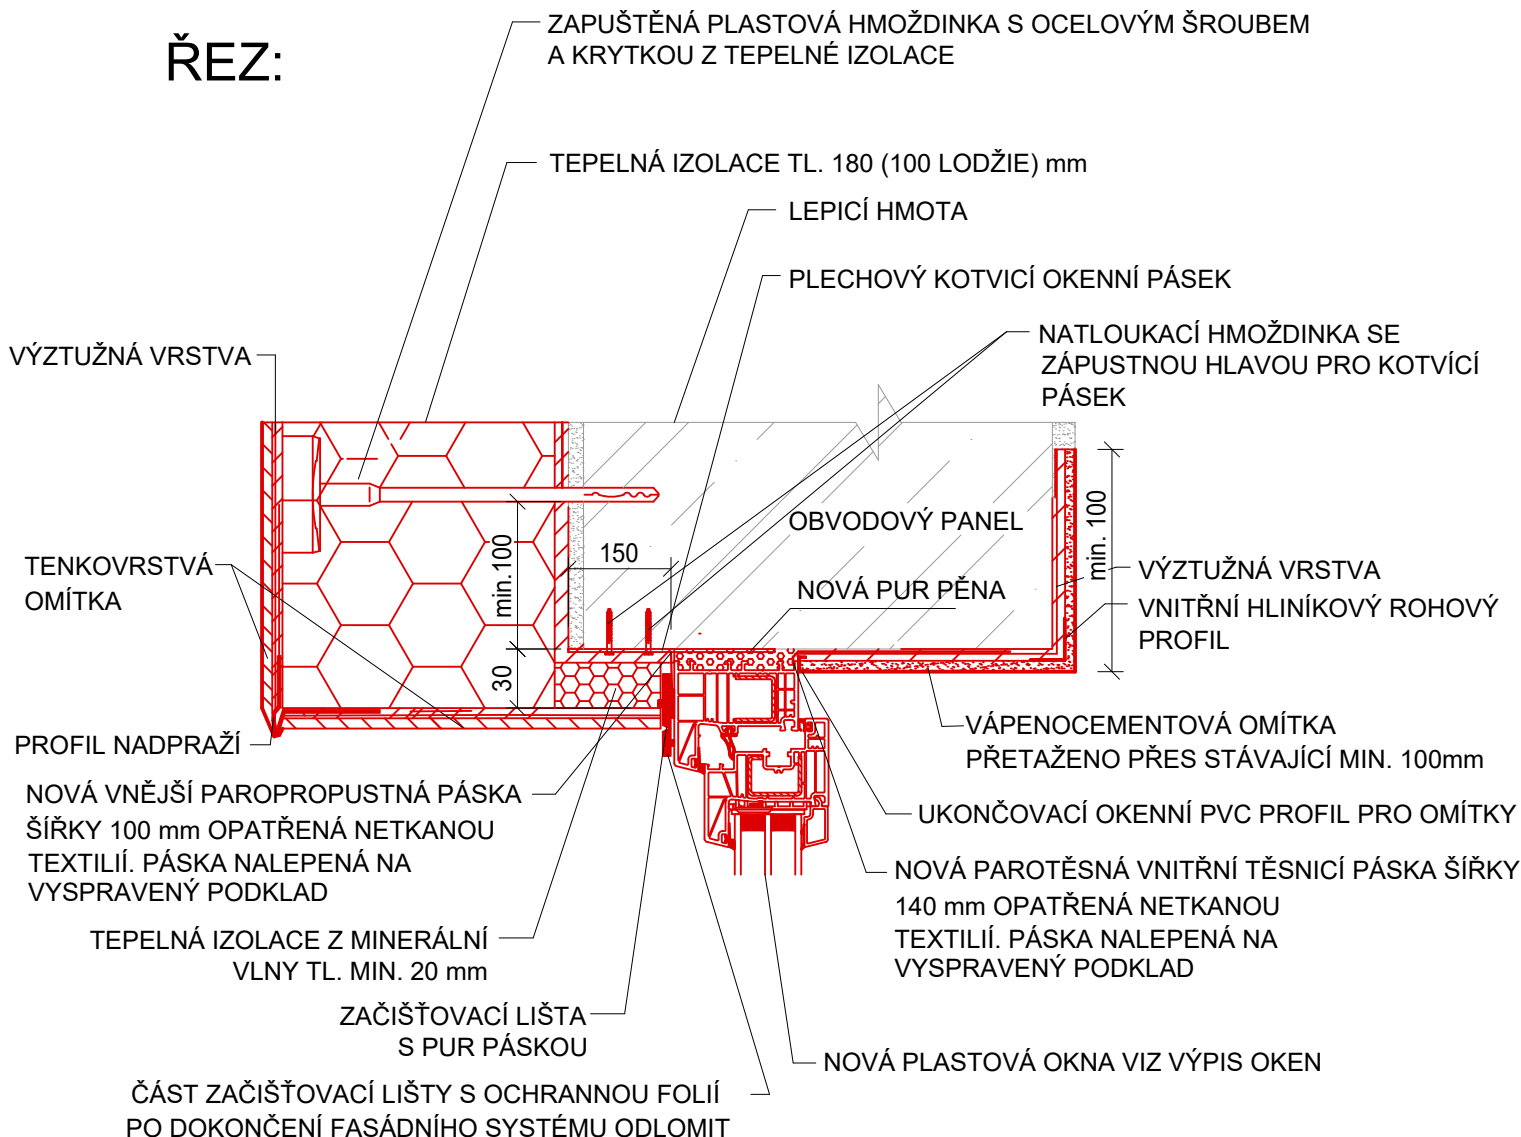 ŘEZ:
ZAPUŠTĚNÁ PLASTOVÁ HMOŽDINKA S OCELOVÝM ŠROUBEM
A KRYTKOU Z TEPELNÉ IZOLACE
TEPELNÁ IZOLACE TL. 180 (100 LODŽIE) mm
LEPICÍ HMOTA
PLECHOVÝ KOTVICÍ OKENNÍ PÁSEK
NATLOUKACÍ HMOŽDINKA SE
ZÁPUSTNOU HLAVOU PRO KOTVÍCÍ
PÁSEK
VÝZTUŽNÁ VRSTVA
OBVODOVÝ PANEL
min. 100
min.100
150
TENKOVRSTVÁ
OMÍTKA
NOVÁ PUR PĚNA
VÝZTUŽNÁ VRSTVA
VNITŘNÍ HLINÍKOVÝ ROHOVÝ
PROFIL
30
PROFIL NADPRAŽÍ
VÁPENOCEMENTOVÁ OMÍTKA
PŘETAŽENO PŘES STÁVAJÍCÍ MIN. 100mm
NOVÁ VNĚJŠÍ PAROPROPUSTNÁ PÁSKA
ŠÍŘKY 100 mm OPATŘENÁ NETKANOU
TEXTILIÍ. PÁSKA NALEPENÁ NA
VYSPRAVENÝ PODKLAD
UKONČOVACÍ OKENNÍ PVC PROFIL PRO OMÍTKY
NOVÁ PAROTĚSNÁ VNITŘNÍ TĚSNICÍ PÁSKA ŠÍŘKY
140 mm OPATŘENÁ NETKANOU
TEXTILIÍ. PÁSKA NALEPENÁ NA
VYSPRAVENÝ PODKLAD
TEPELNÁ IZOLACE Z MINERÁLNÍ
VLNY TL. MIN. 20 mm
ZAČIŠŤOVACÍ LIŠTA
S PUR PÁSKOU
NOVÁ PLASTOVÁ OKNA VIZ VÝPIS OKEN
ČÁST ZAČIŠŤOVACÍ LIŠTY S OCHRANNOU FOLIÍ
PO DOKONČENÍ FASÁDNÍHO SYSTÉMU ODLOMIT